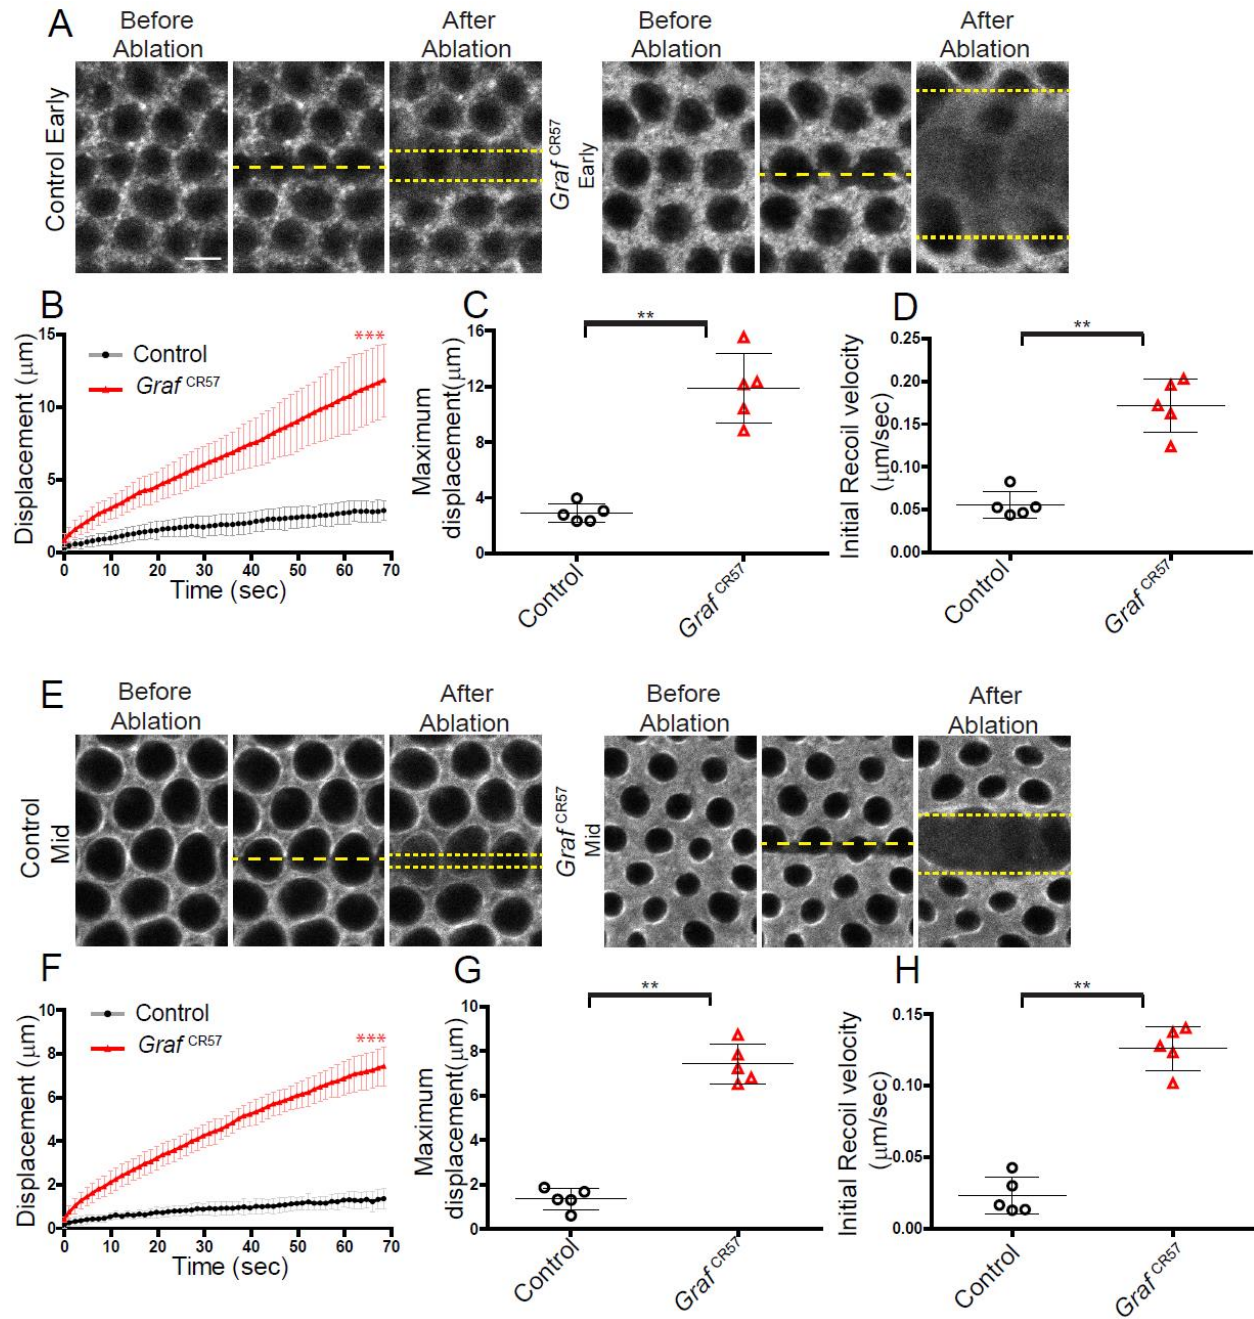 A
Before
Ablation
After
Ablation
Before
Ablation
After
Ablation
Control Early
Graf CR57
Early
B
Displacement (μm)
15
10
5
0
0 10 20 30 40 50 60 70
Time (sec)
Control
Graf CR57
***
C
Maximum
displacement(μm)
16
12
8
4
0
**
Control
Graf CR57
D
Initial Recoil velocity
(μm/sec)
0.25
0.20
0.15
0.10
0.05
0.00
**
Control
Graf CR57
E
Before
Ablation
After
Ablation
Before
Ablation
After
Ablation
Control
Mid
Graf CR57
Mid
F
Displacement (μm)
10
8
6
4
2
0
0 10 20 30 40 50 60 70
Time (sec)
Control
Graf CR57
***
G
Maximum
displacement(μm)
10
8
6
4
2
0
**
Control
Graf CR57
H
Initial Recoil velocity
(μm/sec)
0.15
0.10
0.05
0.00
**
Control
Graf CR57